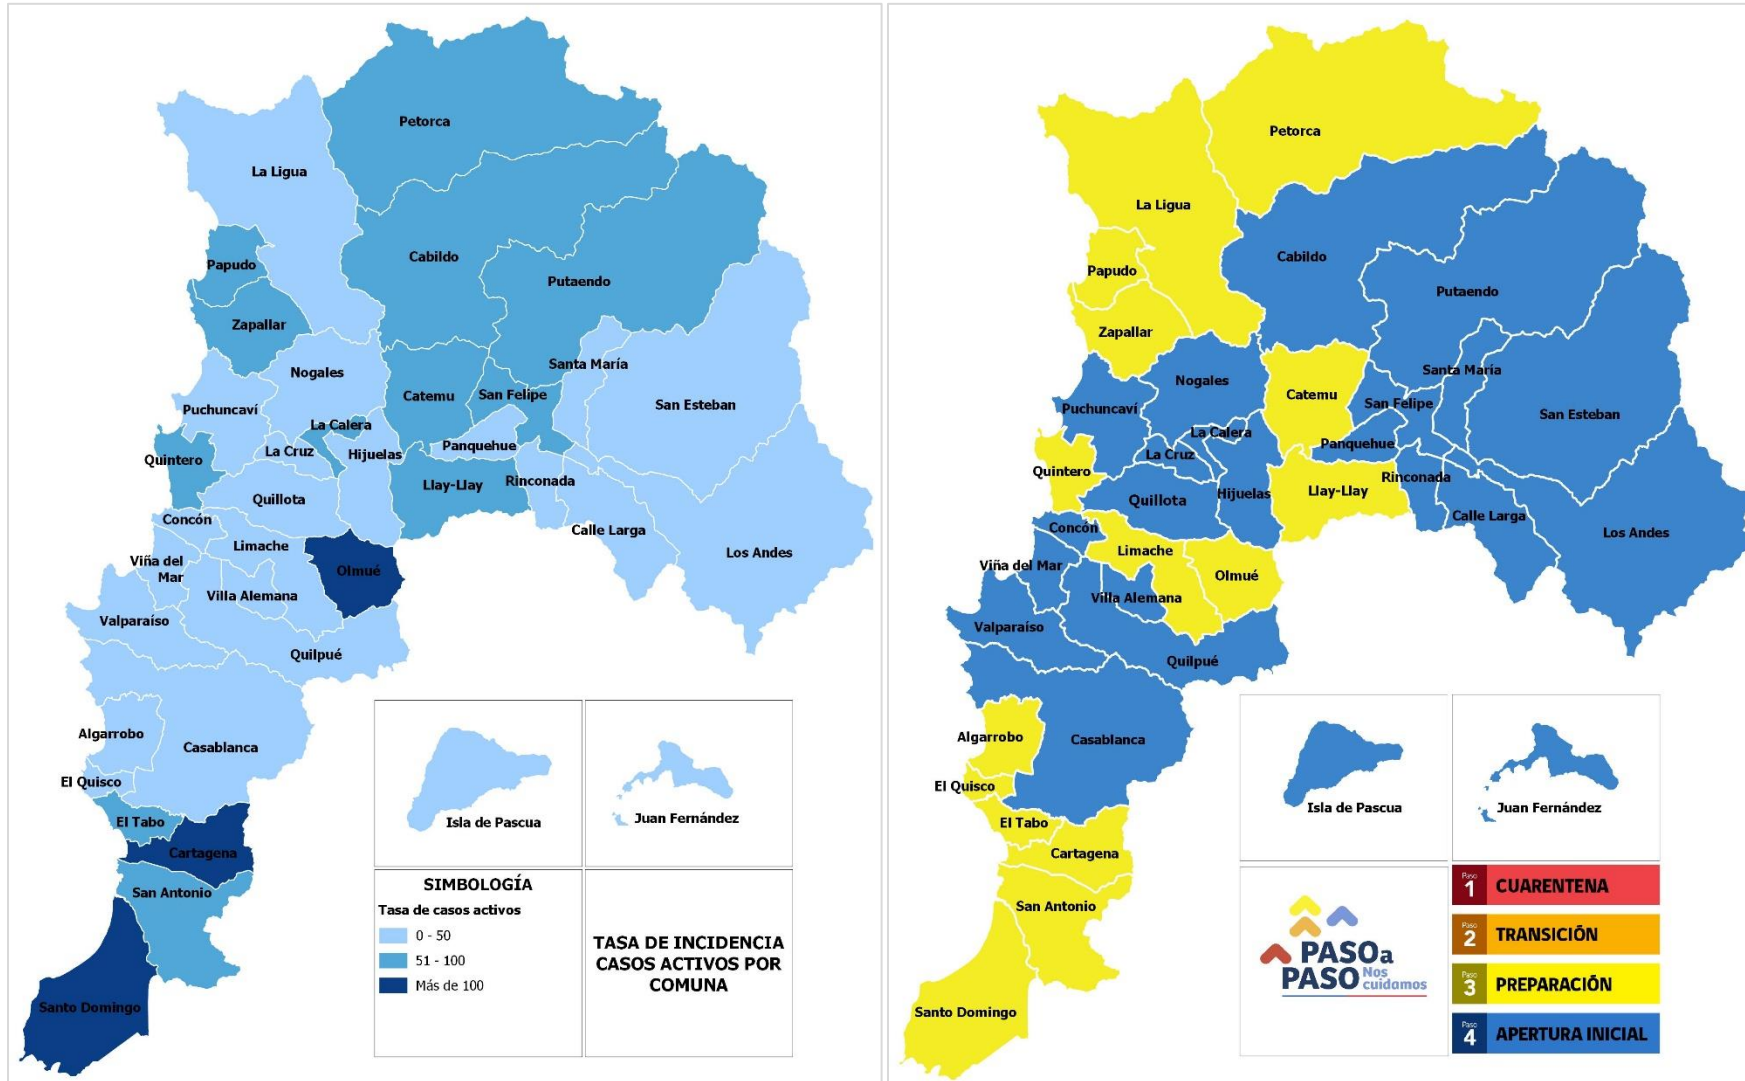 Petorca
La Ligua
Cabildo
Papudo
Putaendo
Zapallar
Santa María
Nogales
Catemu
San Felipe
San Esteban
Puchuncaví
La Calera
Panquehue
La Cruz
Hijuelas
Quintero
Rinconada
Llay-Llay
Quillota
Concón
Calle Larga
Limache
Los Andes
Viña del
Mar
Olmué
Villa Alemana
Valparaíso
Quilpué
Algarrobo
Casablanca
El Quisco
El Tabo
Isla de Pascua
Juan Fernández
Cartagena
San Antonio
Santo Domingo
SIMBOLOGÍA
Tasa de casos activos
0 - 50
51 - 100
Más de 100
TASA DE INCIDENCIA
CASOS ACTIVOS POR
COMUNA
Petorca
La Ligua
Cabildo
Papudo
Putaendo
Zapallar
Santa María
Nogales
Catemu
San Felipe
San Esteban
Puchuncaví
La Calera
Panquehue
La Cruz
Quintero
Rinconada
Hijuelas
Llay-Llay
Quillota
Concón
Calle Larga
Los Andes
Limache
Viña del Mar
Olmué
Villa Alemana
Valparaíso
Quilpué
Algarrobo
Casablanca
El Quisco
El Tabo
Isla de Pascua
Juan Fernández
Cartagena
San Antonio
Santo Domingo
PASO a
PASO Nos
cuidamos
Paso
1 CUARENTENA
Paso
2 TRANSICIÓN
Paso
3 PREPARACIÓN
Paso
4 APERTURA INICIAL